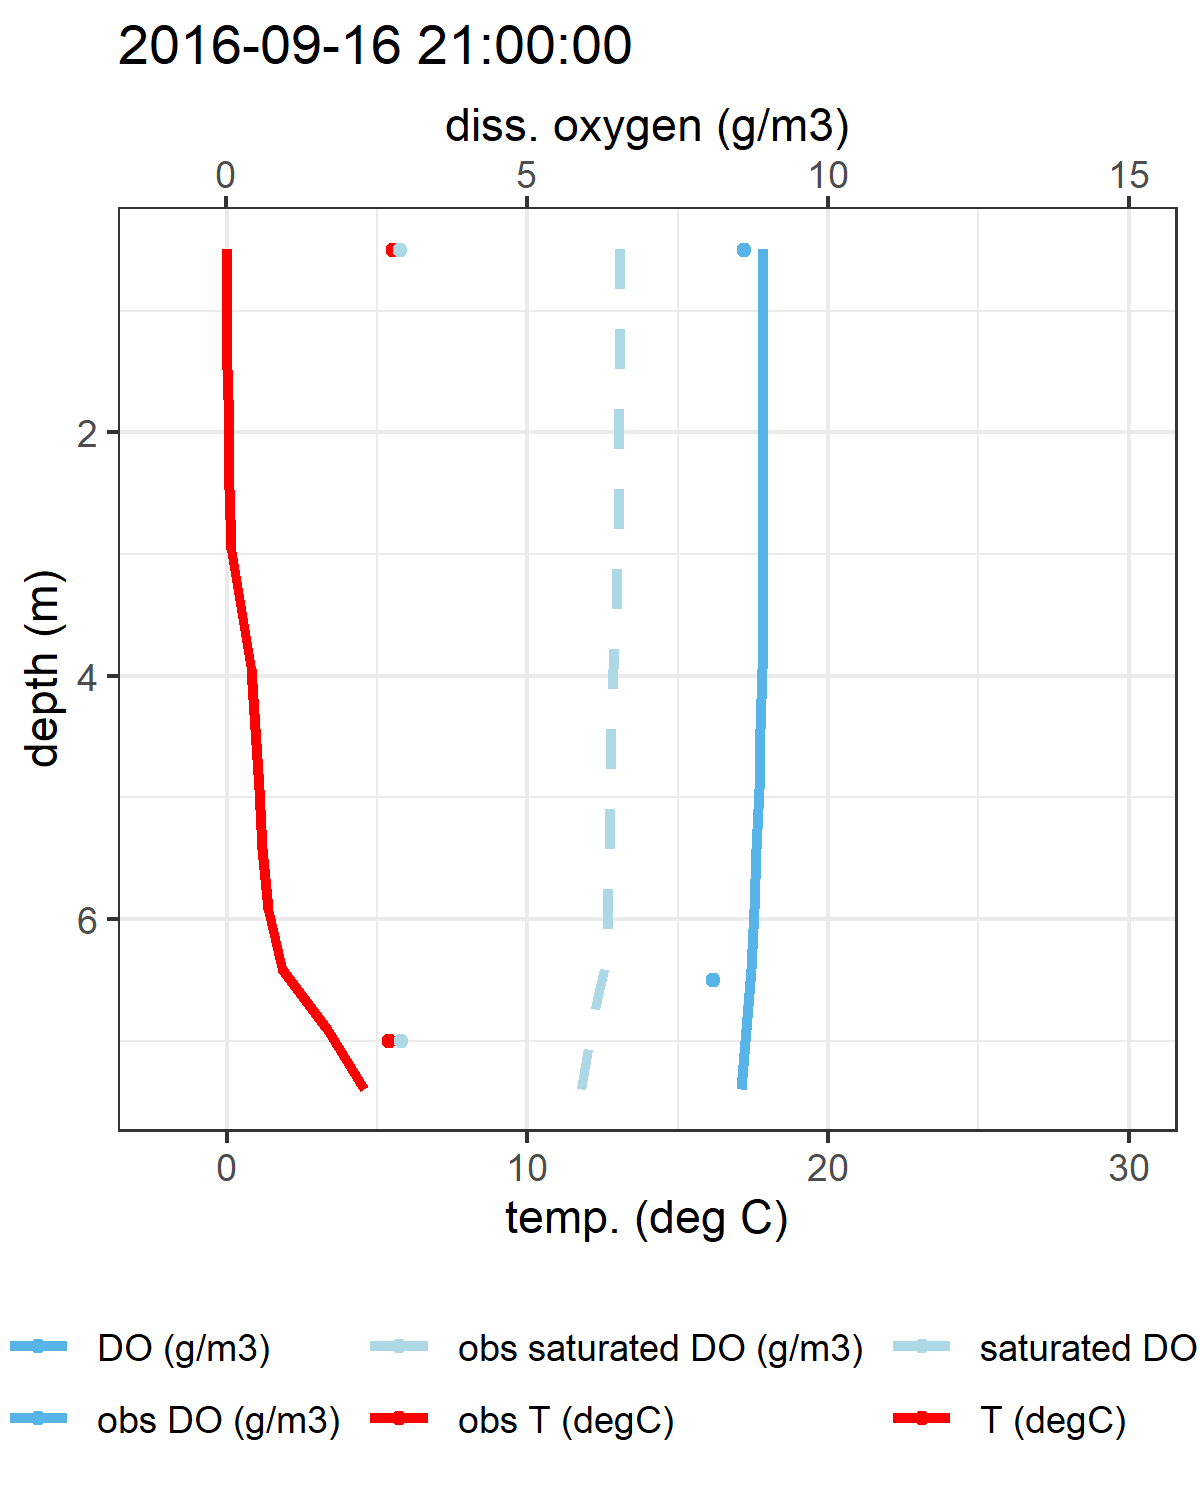 2016-09-16 21:00:00
diss. oxygen (g/m3)
0 5 10 15
depth (m)
2
4
6
0 10 20 30
temp. (deg C)
DO (g/m3) obs saturated DO (g/m3) saturated DO
obs DO (g/m3) obs T (degC) T (degC)